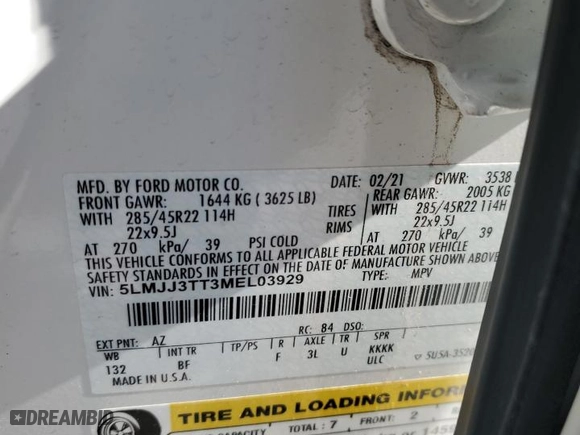 MFD. BY FORD MOTOR CO.
DATE: 02/21 GVWR: 3538
FRONT GAWR: 1644 KG ( 3625 LB)
REAR GAWR: 2005 KG
WITH 285/45R22 114H TIRES WITH 285/45R22 114H
22x9.5J RIMS 22x9.5J
AT 270 kPa/ 39 PSI COLD AT 270 kPa/ 39
THIS VEHICLE CONFORMS TO ALL APPLICABLE FEDERAL MOTOR VEHICLE
SAFETY STANDARDS IN EFFECT ON THE DATE OF MANUFACTURE SHOWN ABOVE.
VIN: 5LMJJ3TT3MEL03929
TYPE: MPV
EXT PNT: AZ RC: 84 DSO:
WB INT TR TP/PS R AXLE TR SPR
132 BF F 3L U KKKK
ULC
MADE IN U.S.A.
TIRE AND LOADING INFOR
CAPACITY TOTAL: 7 FRONT: 2
DREAMBID